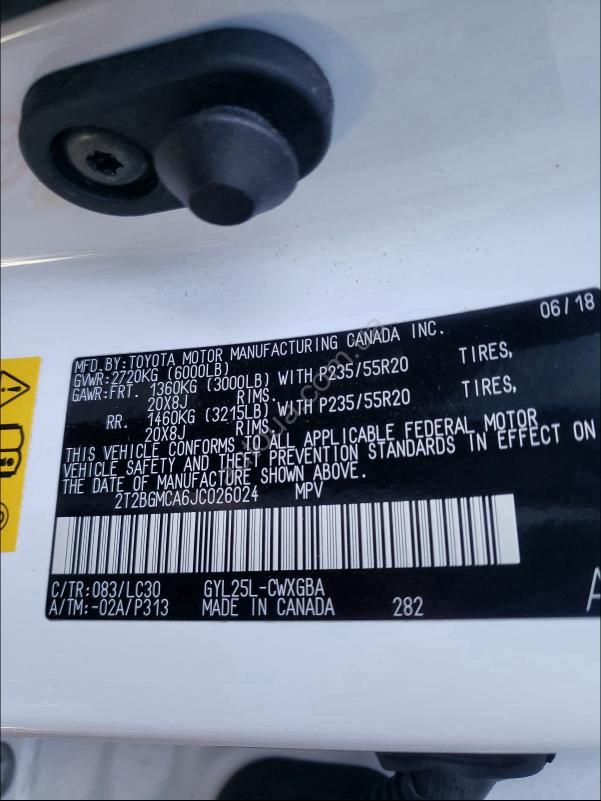 06/18
MFD.BY:TOYOTA MOTOR MANUFACTURING CANADA INC.
GVWR:2720KG (6000LB)
GAWR:FRT. 1360KG (3000LB) WITH P235/55R20 TIRES,
20X8J RIMS.
RR. 1460KG (3215LB) WITH P235/55R20 TIRES,
20X8J RIMS.
THIS VEHICLE CONFORMS TO ALL APPLICABLE FEDERAL MOTOR
VEHICLE SAFETY AND THEFT PREVENTION STANDARDS IN EFFECT ON
THE DATE OF MANUFACTURE SHOWN ABOVE.
2T2BGMCA6JC026024 MPV
C/TR:083/LC30 GYL25L-CWXGBA
A/TM:-02A/P313 MADE IN CANADA 282
A